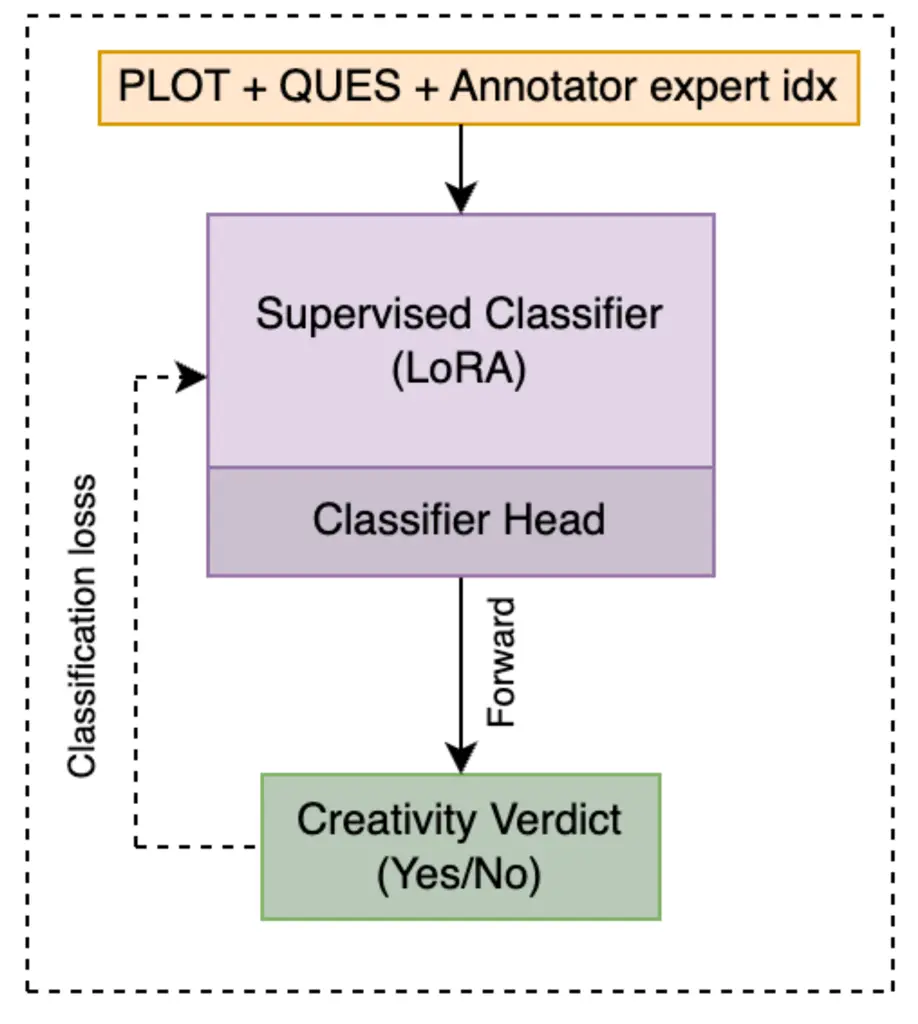 PLOT + QUES + Annotator expert idx
Supervised Classifier
(LoRA)
Classifier Head
Classification losss
Forward
Creativity Verdict
(Yes/No)